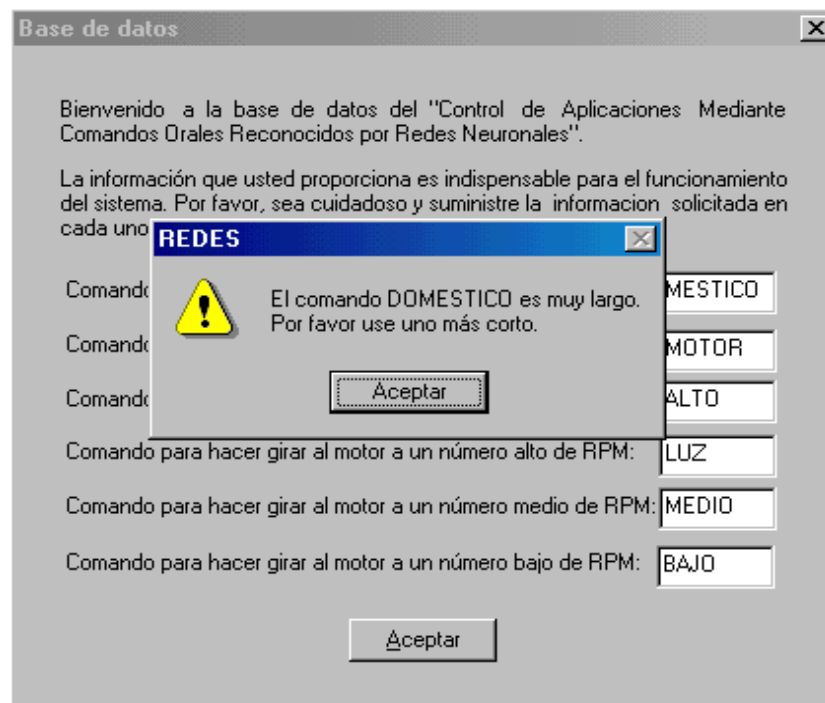 Base de datos
Bienvenido a la base de datos del "Control de Aplicaciones Mediante
Comandos Orales Reconocidos por Redes Neuronales".
La información que usted proporciona es indispensable para el funcionamiento
del sistema. Por favor, sea cuidadoso y suministre la informacion solicitada en
cada uno
REDES
El comando DOMESTICO es muy largo.
Por favor use uno más corto.
Aceptar
Comando MESTICO
Comando MOTOR
Comando ALTO
Comando para hacer girar al motor a un número alto de RPM: LUZ
Comando para hacer girar al motor a un número medio de RPM: MEDIO
Comando para hacer girar al motor a un número bajo de RPM: BAJO
Aceptar